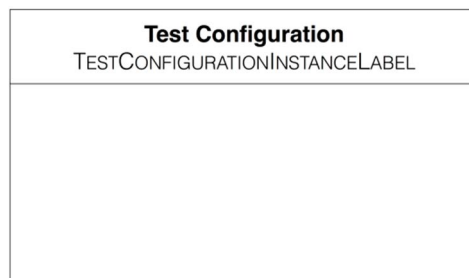 Test Configuration
TESTCONFIGURATIONINSTANCELABEL